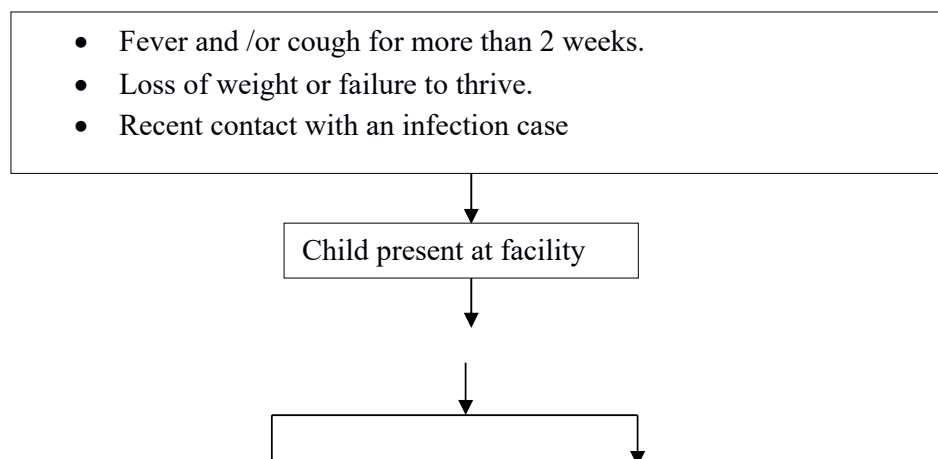 • Fever and /or cough for more than 2 weeks.
• Loss of weight or failure to thrive.
• Recent contact with an infection case
Child present at facility